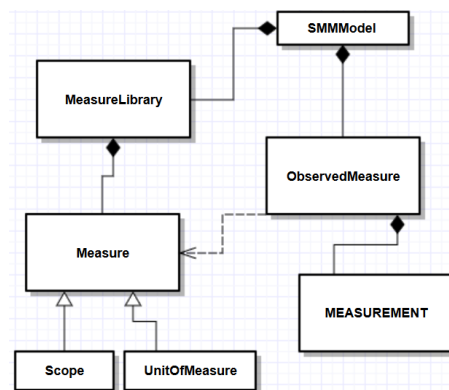 SMMModel
MeasureLibrary
ObservedMeasure
Measure
MEASUREMENT
Scope
UnitOfMeasure